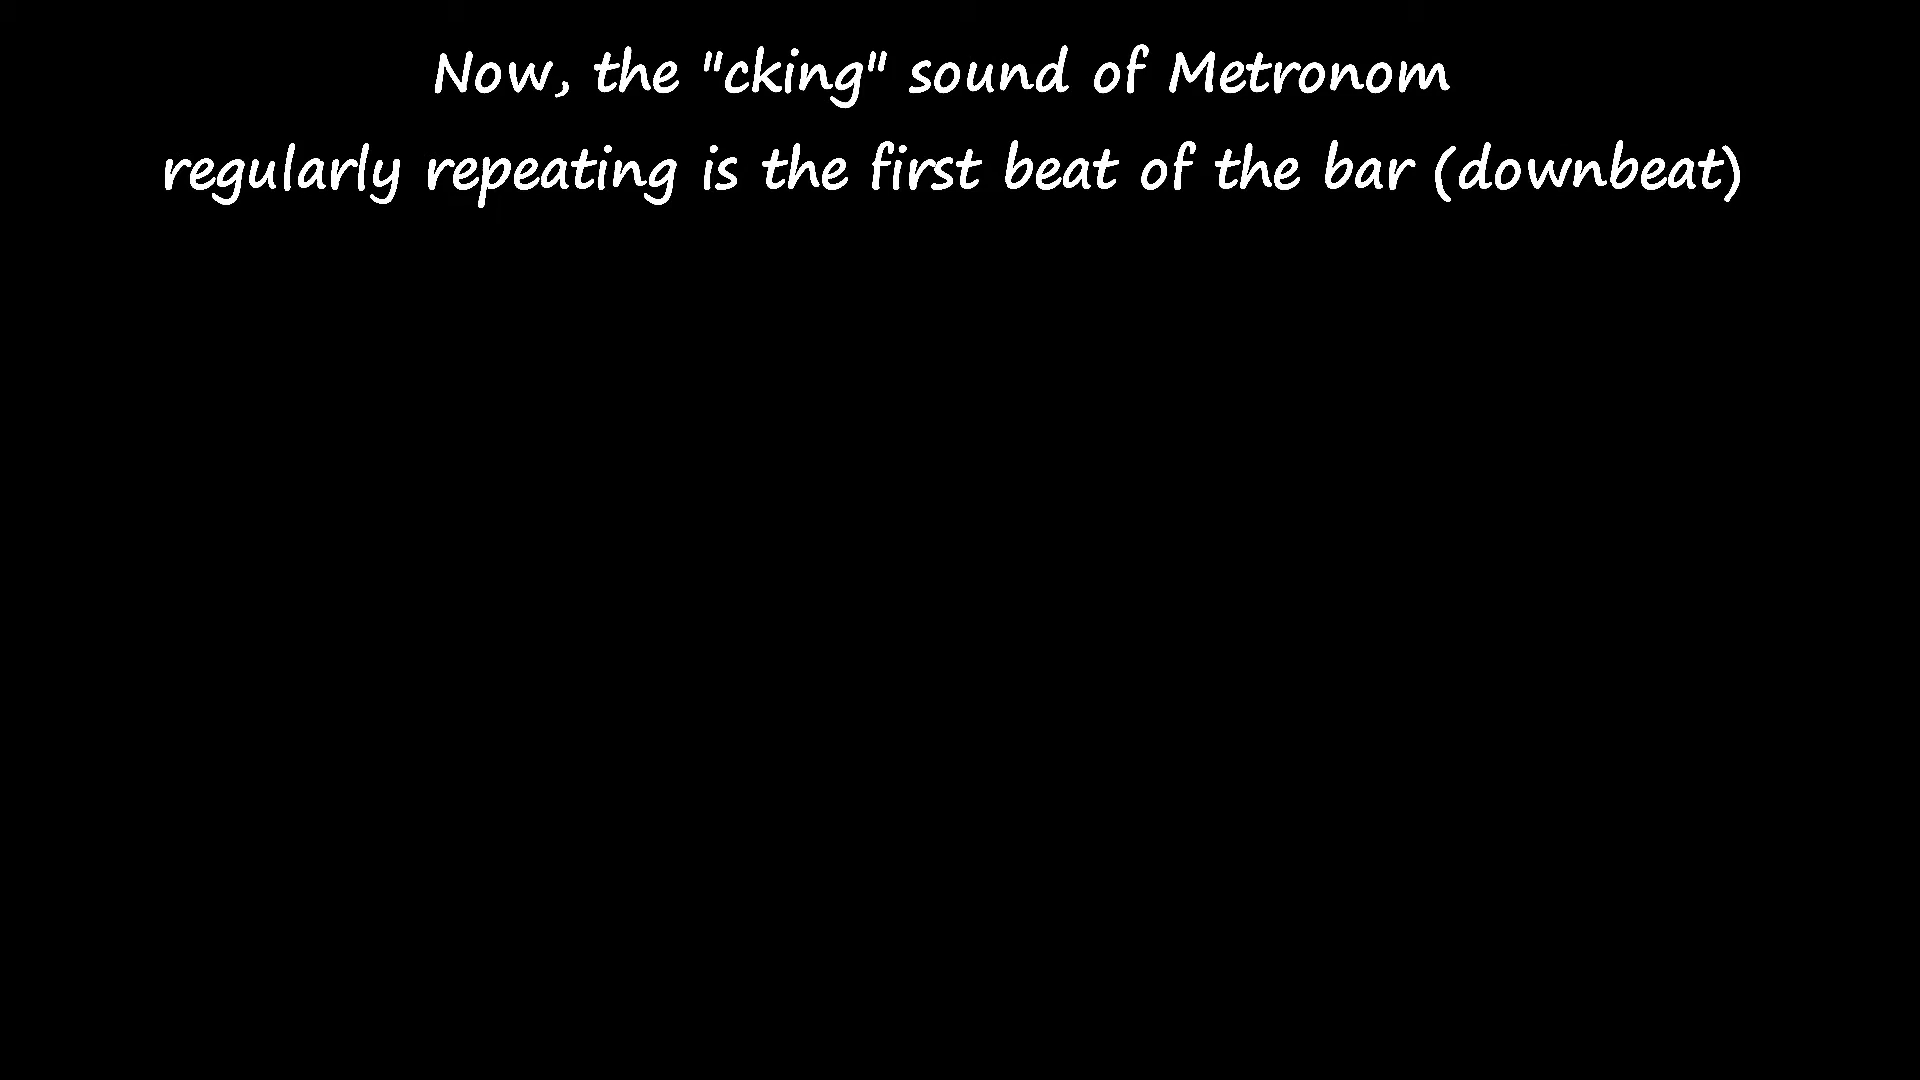 Now, the "cking" sound of Metronom
regularly repeating is the first beat of the bar (downbeat)